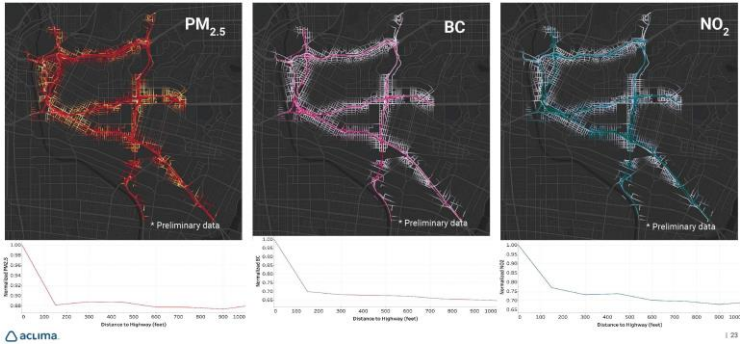 PM2.5
BC
NO2
* Preliminary data
* Preliminary data
* Preliminary data
Normalized PM2.5
1.00
0.98
0.96
0.94
0.92
0.90
0.88
0 100 200 300 400 500 600 700 800 900 1000
Distance to Highway (feet)
Normalized BC
0.95
0.90
0.85
0.80
0.75
0.70
0.65
0 100 200 300 400 500 600 700 800 900 1000
Distance to Highway (feet)
Normalized NO2
1.00
0.95
0.90
0.85
0.80
0.75
0.70
0.65
0 100 200 300 400 500 600 700 800 900 1000
Distance to Highway (feet)
aclima.
| 23